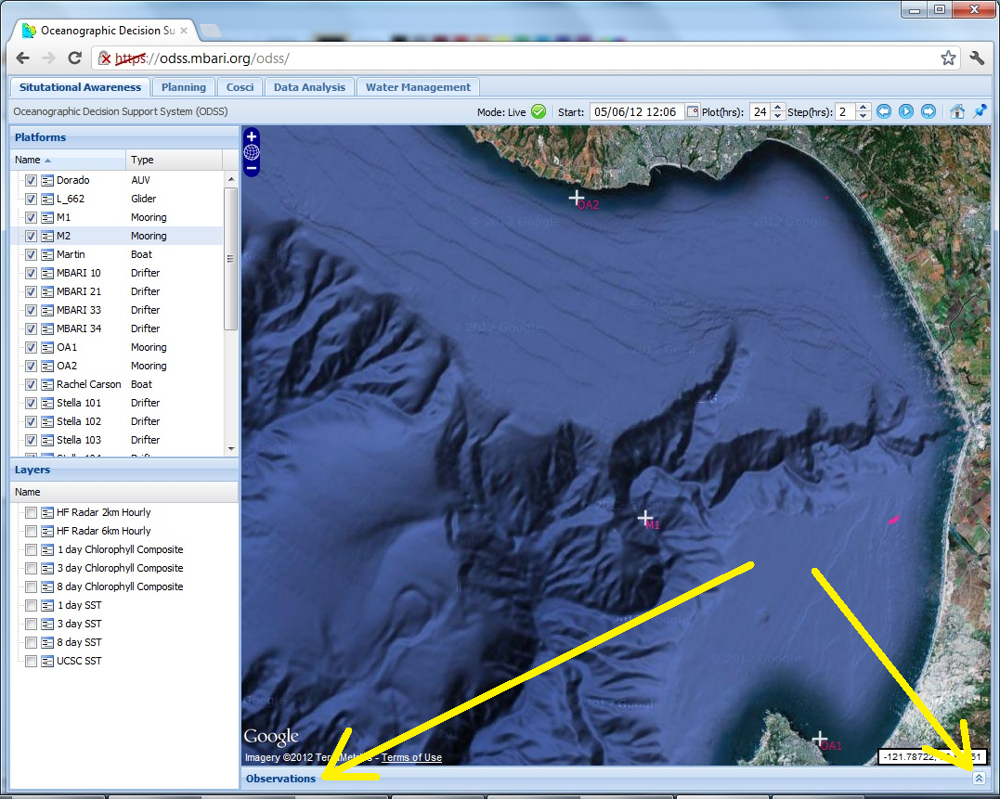 Oceanographic Decision Su
https://odss.mbari.org/odss/
Situtational Awareness Planning Cosci Data Analysis Water Management
Oceanographic Decision Support System (ODSS) Mode: Live Start: 05/06/12 12:06 Plot(hrs): 24 Step(hrs): 2
Platforms
Name Type
Dorado AUV
L_662 Glider
M1 Mooring
M2 Mooring
Martin Boat
MBARI 10 Drifter
MBARI 21 Drifter
MBARI 33 Drifter
MBARI 34 Drifter
OA1 Mooring
OA2 Mooring
Rachel Carson Boat
Stella 101 Drifter
Stella 102 Drifter
Stella 103 Drifter
Layers
Name
HF Radar 2km Hourly
HF Radar 6km Hourly
1 day Chlorophyll Composite
3 day Chlorophyll Composite
8 day Chlorophyll Composite
1 day SST
3 day SST
8 day SST
UCSC SST
OA2
© 2012 Google
M1
OA1
Google
Imagery ©2012 - Terms of Use
-121.78722,
Observations